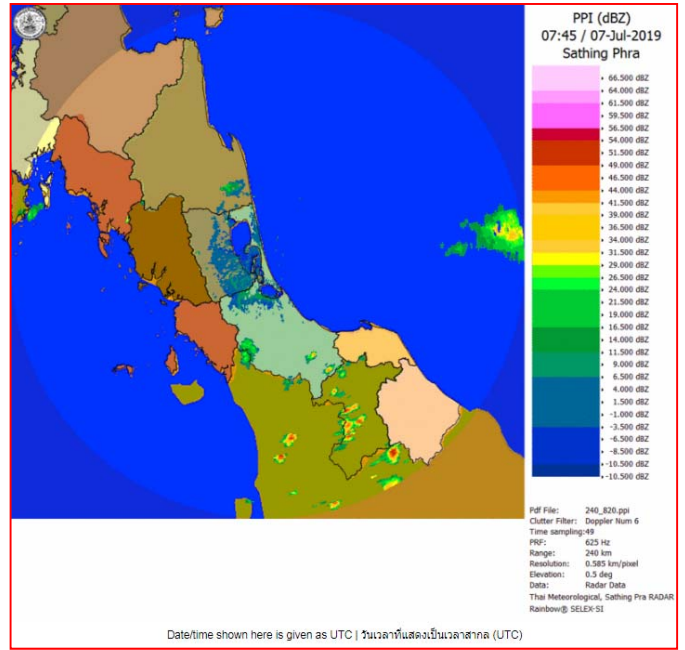 PPI (dBZ)
07:45 / 07-Jul-2019
Sathing Phra
66.500 dBZ
64.000 dBZ
61.500 dBZ
59.500 dBZ
56.500 dBZ
54.000 dBZ
51.500 dBZ
49.000 dBZ
46.500 dBZ
44.000 dBZ
41.500 dBZ
39.000 dBZ
36.500 dBZ
34.000 dBZ
31.500 dBZ
29.000 dBZ
26.500 dBZ
24.000 dBZ
21.500 dBZ
19.000 dBZ
16.500 dBZ
14.000 dBZ
11.500 dBZ
9.000 dBZ
6.500 dBZ
4.000 dBZ
1.500 dBZ
-1.000 dBZ
-3.500 dBZ
-6.500 dBZ
-8.500 dBZ
-10.500 dBZ
-10.500 dBZ
Pdf File: 240_820.ppi
Clutter Filter: Doppler Num 6
Time sampling:49
PRF: 625 Hz
Range: 240 km
Resolution: 0.585 km/pixel
Elevation: 0.5 deg
Data: Radar Data
Thai Meteorological, Sathing Pra RADAR
Rainbow® SELEX-SI
Date/time shown here is given as UTC | วันเวลาที่แสดงเป็นเวลาสากล (UTC)